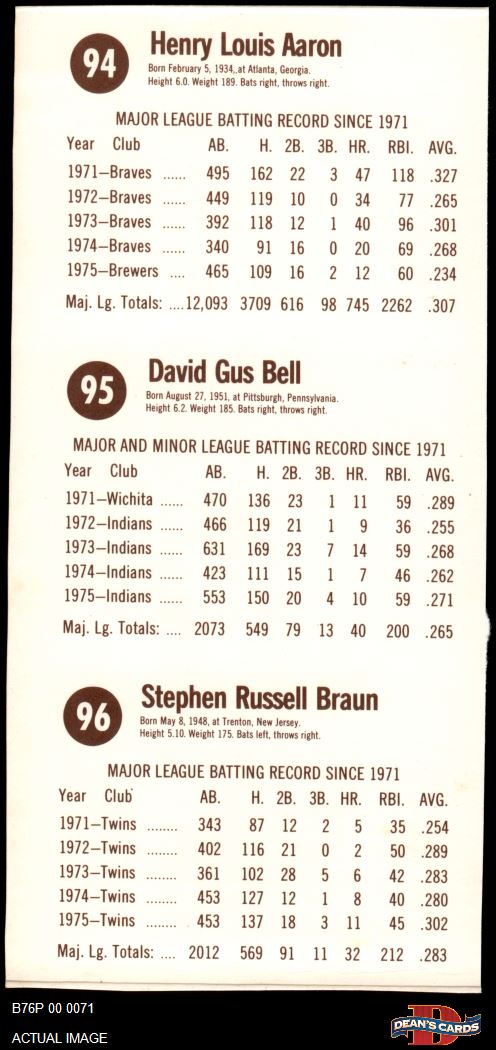 94
Henry Louis Aaron
Born February 5, 1934,.at Atlanta, Georgia.
Height 6.0. Weight 189. Bats right, throws right.
MAJOR LEAGUE BATTING RECORD SINCE 1971
Year Club AB. H. 2B. 3B. HR. RBI. AVG.
1971—Braves ...... 495 162 22 3 47 118 .327
1972—Braves ...... 449 119 10 0 34 77 .265
1973—Braves ...... 392 118 12 1 40 96 .301
1974—Braves ...... 340 91 16 0 20 69 .268
1975—Brewers .... 465 109 16 2 12 60 .234
Maj. Lg. Totals: ....12,093 3709 616 98 745 2262 .307
95
David Gus Bell
Born August 27, 1951, at Pittsburgh, Pennsylvania.
Height 6.2. Weight 185. Bats right, throws right.
MAJOR AND MINOR LEAGUE BATTING RECORD SINCE 1971
Year Club AB. H. 2B. 3B. HR. RBI. AVG.
1971—Wichita ...... 470 136 23 1 11 59 .289
1972—Indians ...... 466 119 21 1 9 36 .255
1973—Indians ...... 631 169 23 7 14 59 .268
1974—Indians ...... 423 111 15 1 7 46 .262
1975—Indians ...... 553 150 20 4 10 59 .271
Maj. Lg. Totals: .... 2073 549 79 13 40 200 .265
96
Stephen Russell Braun
Born May 8, 1948, at Trenton, New Jersey.
Height 5.10. Weight 175. Bats left, throws right.
MAJOR LEAGUE BATTING RECORD SINCE 1971
Year Club AB. H. 2B. 3B. HR. RBI. AVG.
1971—Twins ........ 343 87 12 2 5 35 .254
1972—Twins ........ 402 116 21 0 2 50 .289
1973—Twins ........ 361 102 28 5 6 42 .283
1974—Twins ........ 453 127 12 1 8 40 .280
1975—Twins ........ 453 137 18 3 11 45 .302
Maj. Lg. Totals: .... 2012 569 91 11 32 212 .283
B76P 00 0071
ACTUAL IMAGE
D
DEAN'S CARDS